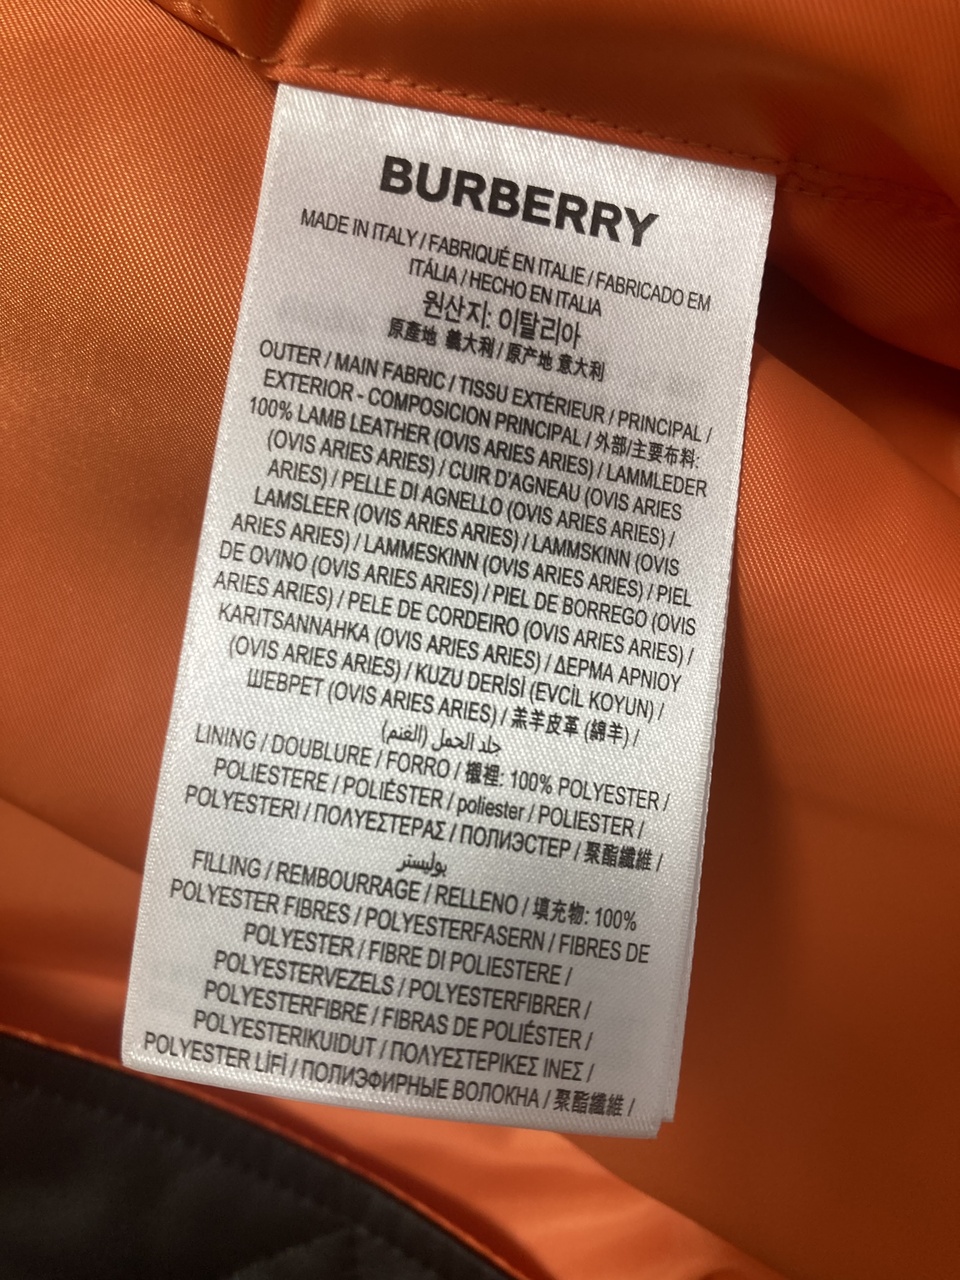 BURBERRY
MADE IN ITALY / FABRIQUÉ EN ITALIE / FABRICADO EM
ITÁLIA / HECHO EN ITALIA
원산지: 이탈리아
原產地 義大利 / 原产地 意大利
OUTER / MAIN FABRIC / TISSU EXTÉRIEUR / PRINCIPAL /
EXTERIOR - COMPOSICION PRINCIPAL / 外部/主要布料:
100% LAMB LEATHER (OVIS ARIES ARIES) / LAMMLEDER
(OVIS ARIES ARIES) / CUIR D'AGNEAU (OVIS ARIES
ARIES) / PELLE DI AGNELLO (OVIS ARIES ARIES) /
LAMSLEER (OVIS ARIES ARIES) / LAMMSKINN (OVIS
ARIES ARIES) / LAMMESKINN (OVIS ARIES ARIES) / PIEL
DE OVINO (OVIS ARIES ARIES) / PIEL DE BORREGO (OVIS
ARIES ARIES) / PELE DE CORDEIRO (OVIS ARIES ARIES) /
KARITSANNAHKA (OVIS ARIES ARIES) / ΔΕΡΜΑ ΑΡΝΙΟΥ
(OVIS ARIES ARIES) / KUZU DERİSİ (EVCİL KOYUN) /
ШЕВРЕТ (OVIS ARIES ARIES) / 羔羊皮革 (綿羊) /
جلد الحمل (الغنم)
LINING / DOUBLURE / FORRO / 襯裡: 100% POLYESTER /
POLIESTERE / POLIÉSTER / poliester / POLIESTER /
POLYESTERI / ΠΟΛΥΕΣΤΕΡΑΣ / ПОЛИЭСТЕР / 聚酯纖維 /
بوليستر
FILLING / REMBOURRAGE / RELLENO / 填充物: 100%
POLYESTER FIBRES / POLYESTERFASERN / FIBRES DE
POLYESTER / FIBRE DI POLIESTERE /
POLYESTERVEZELS / POLYESTERFIBRER /
POLYESTERFIBRE / FIBRAS DE POLIÉSTER /
POLYESTERIKUIDUT / ΠΟΛΥΕΣΤΕΡΙΚΕΣ ΙΝΕΣ /
POLYESTER LİFİ / ПОЛИЭФИРНЫЕ ВОЛОКНА / 聚酯纖維 /